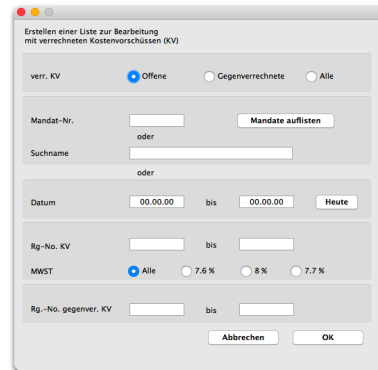 Erstellen einer Liste zur Bearbeitung
mit verrechneten Kostenvorschüssen (KV)
verr. KV Offene Gegenverrechnete Alle
Mandat-Nr. Mandate auflisten
oder
Suchname
oder
Datum 00.00.00 bis 00.00.00 Heute
Rg-No. KV bis
MWST Alle 7.6 % 8 % 7.7 %
Rg.-No. gegenver. KV bis
Abbrechen OK